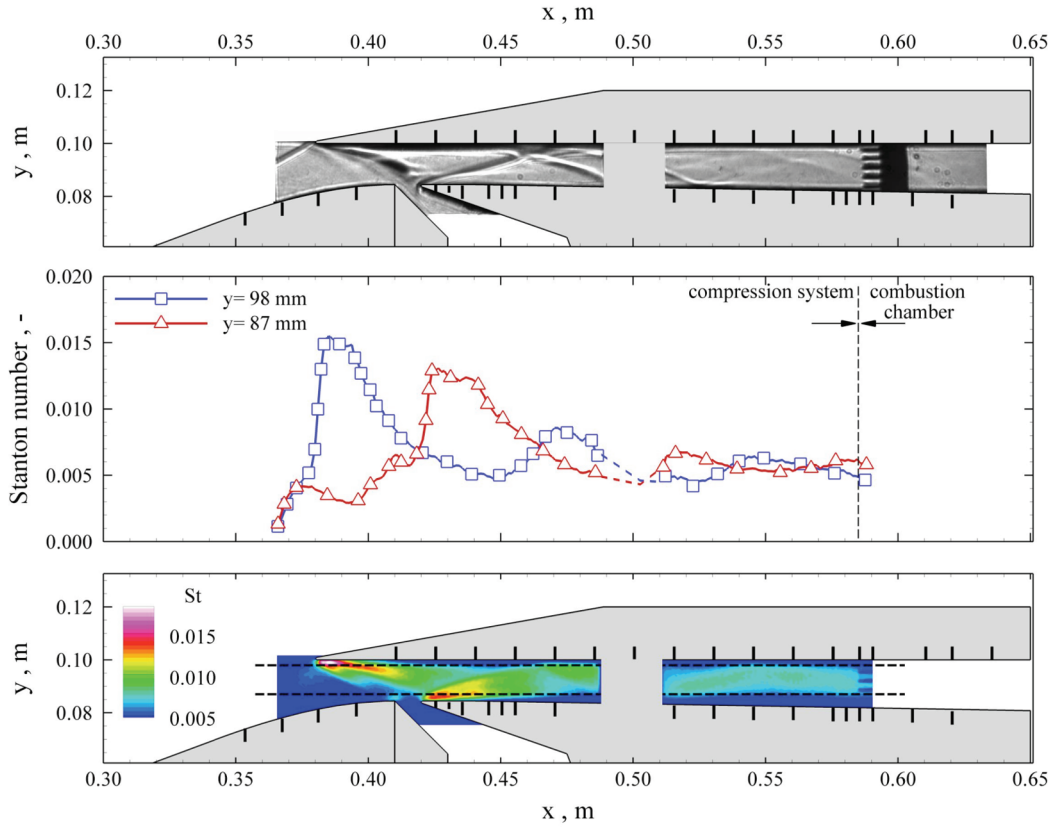 x , m
0.30 0.35 0.40 0.45 0.50 0.55 0.60 0.65
y , m
0.12
0.10
0.08
Stanton number , -
0.020
0.015
0.010
0.005
0.000
y= 98 mm
y= 87 mm
compression system
combustion
chamber
y , m
0.12
0.10
0.08
St
0.015
0.010
0.005
0.30 0.35 0.40 0.45 0.50 0.55 0.60 0.65
x , m